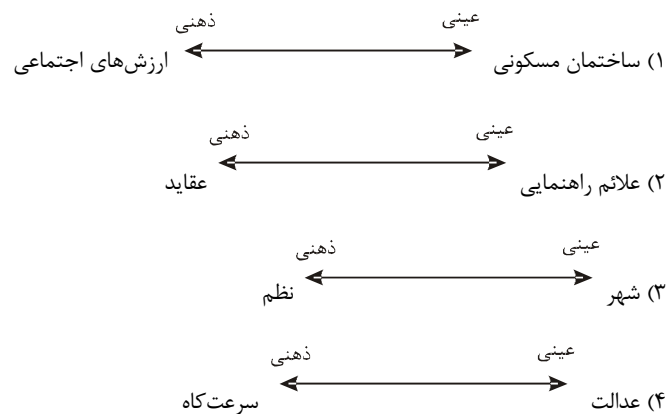 عینی ذهنی
۱) ساختمان مسکونی ارزش‌های اجتماعی
عینی ذهنی
۲) علائم راهنمایی عقاید
عینی ذهنی
۳) شهر نظم
عینی ذهنی
۴) عدالت سرعت‌کاه